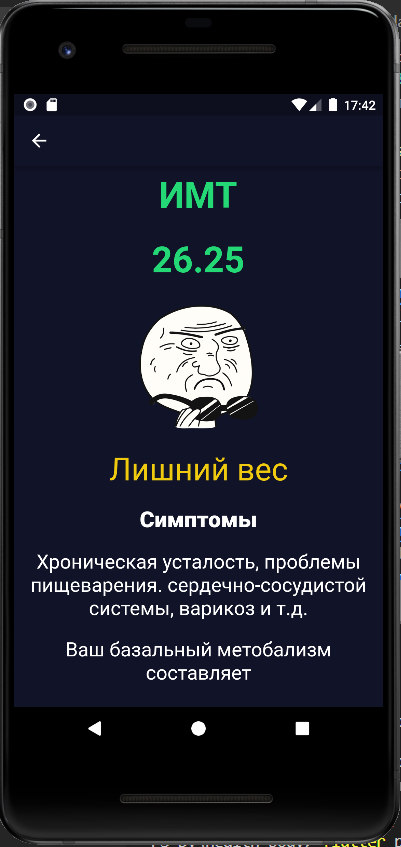 17:42
ИМТ
26.25
Лишний вес
Симптомы
Хроническая усталость, проблемы
пищеварения. сердечно-сосудистой
системы, варикоз и т.д.
Ваш базальный метобализм
составляет